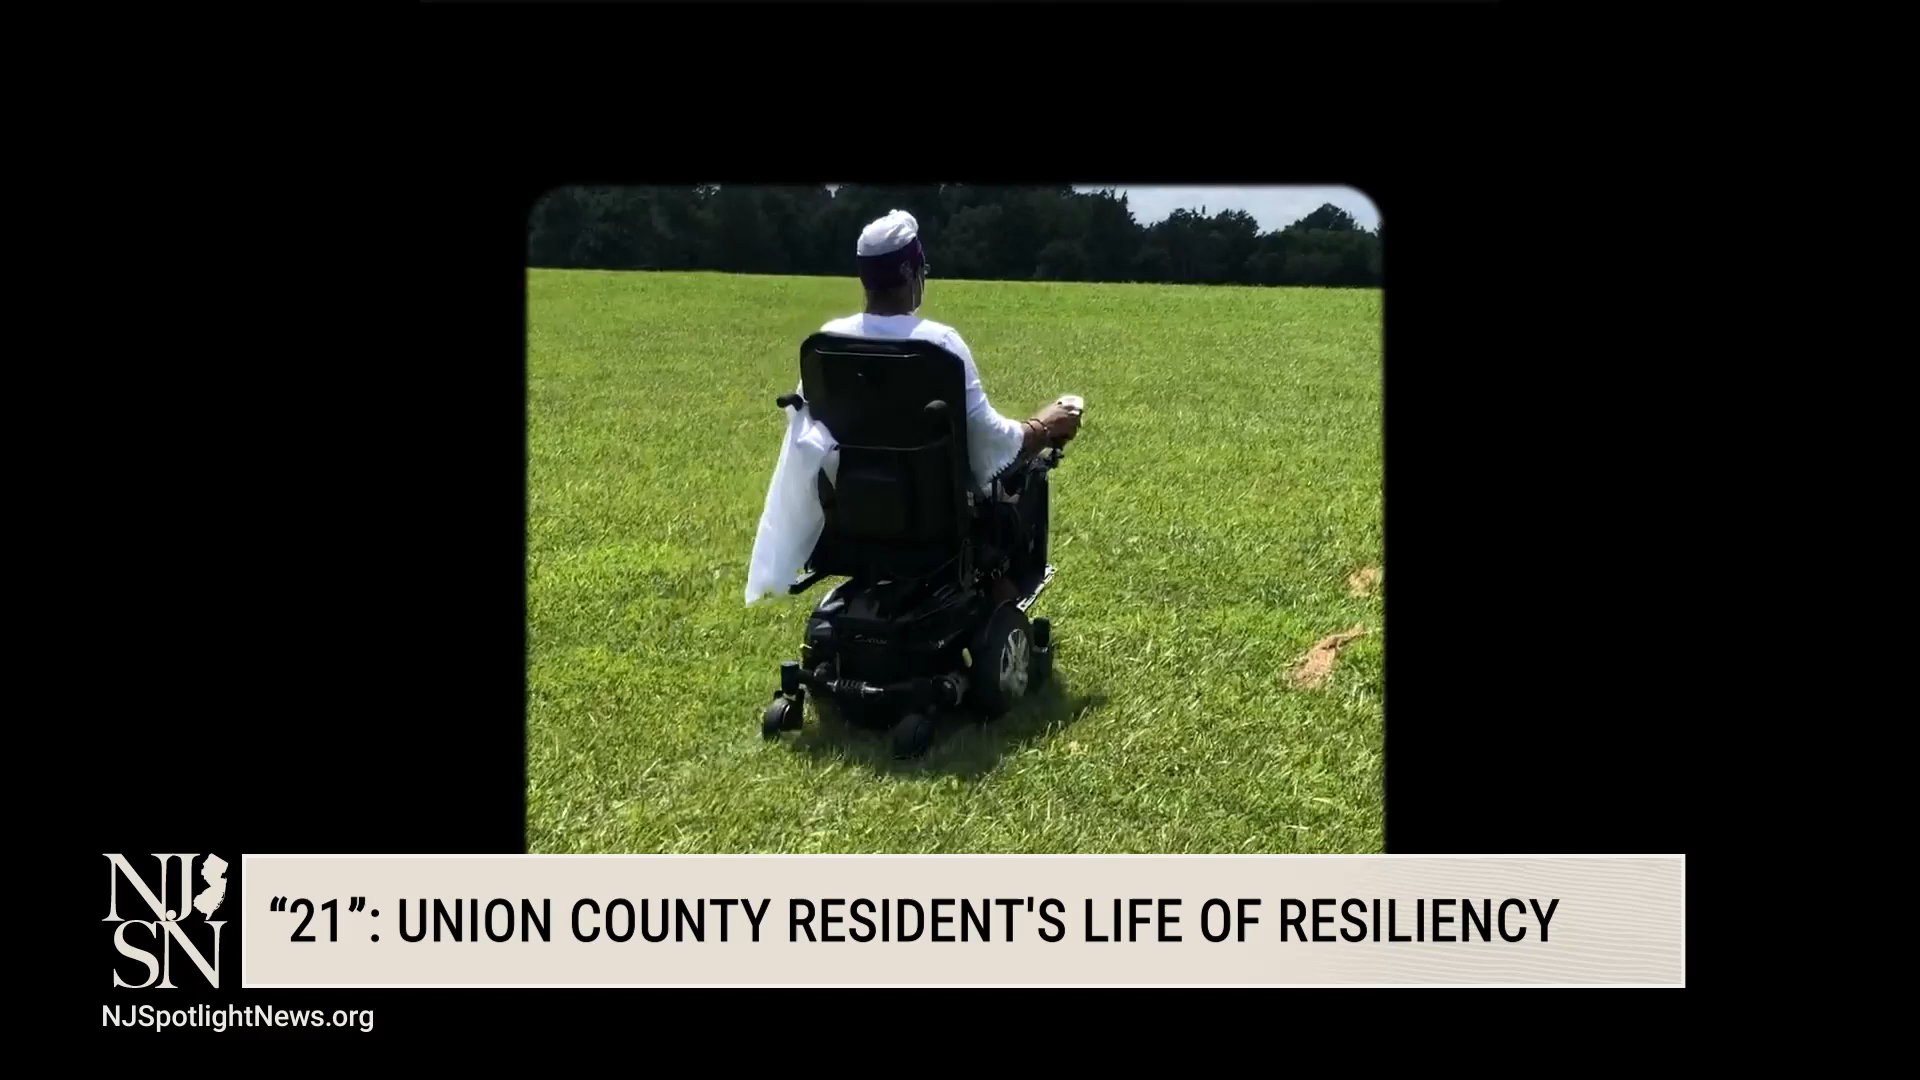 NJ
SN
“21”: UNION COUNTY RESIDENT'S LIFE OF RESILIENCY
NJSpotlightNews.org